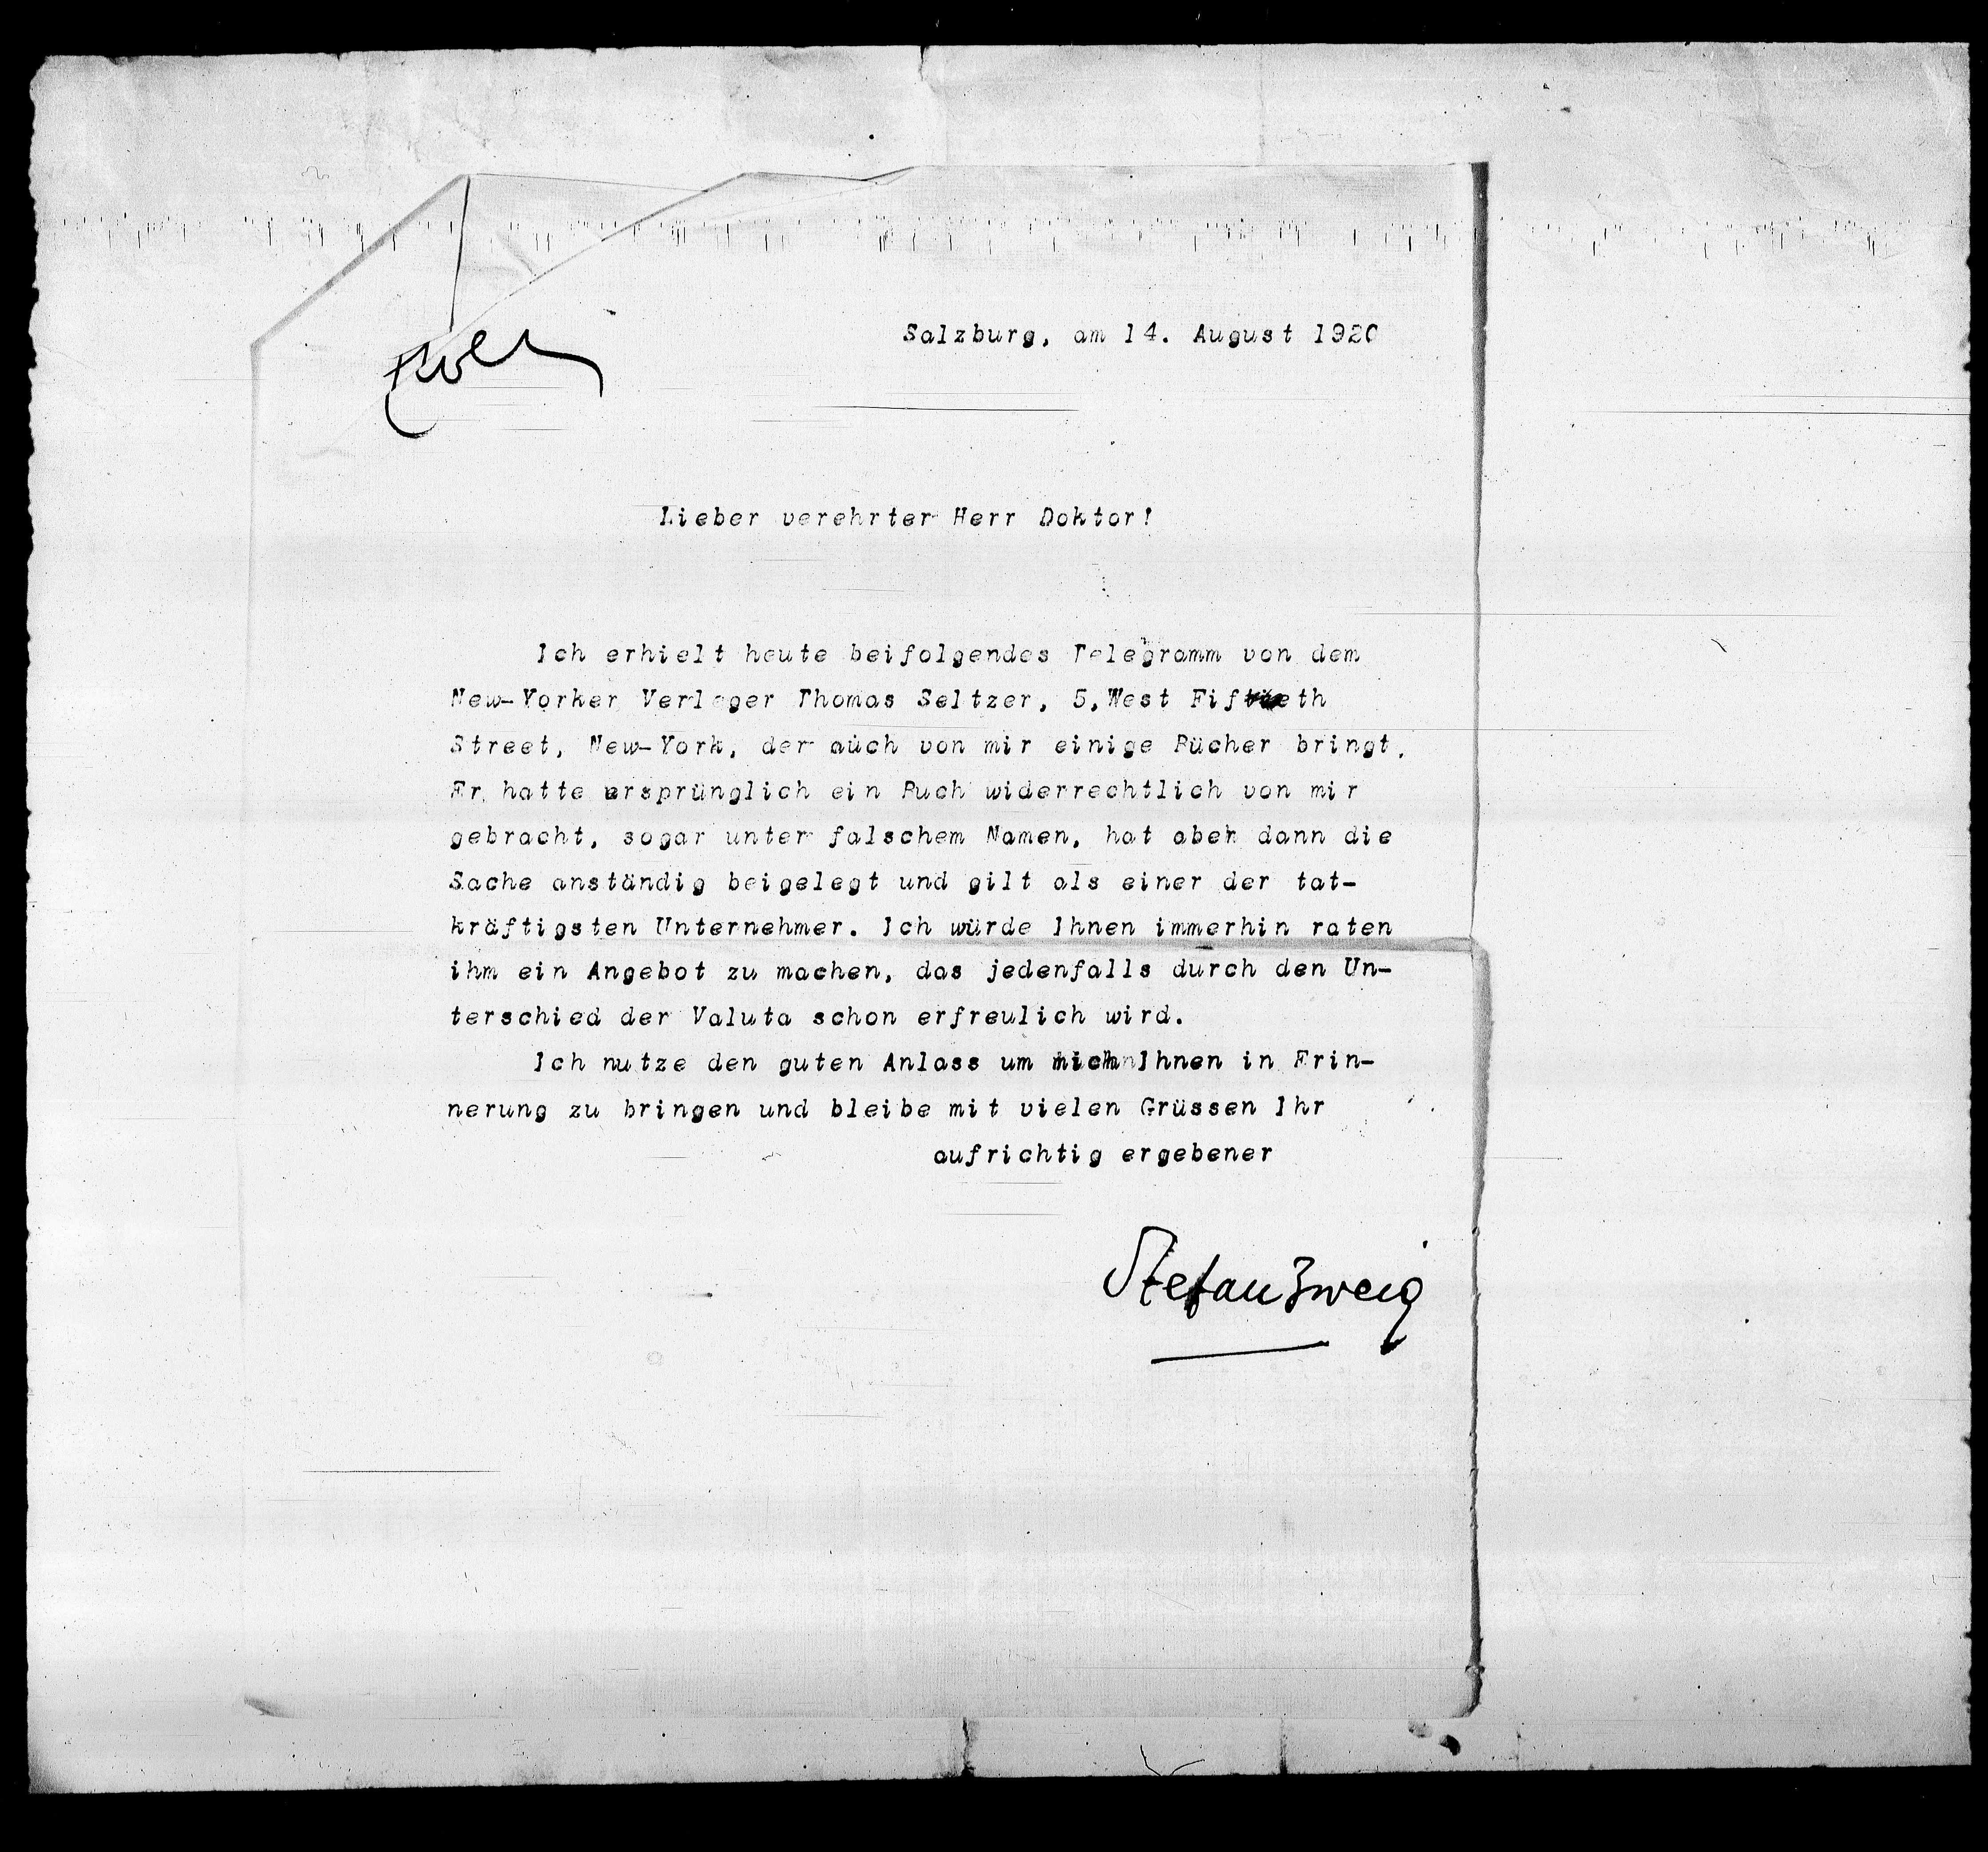 Salzburg, am 14. August 1920
Lieber verehrter Herr Doktor!
Ich erhielt heute beifolgendes Telegramm von dem
New-Yorker Verleger Thomas Seltzer, 5, West Fiftieth
Street, New-York, der auch von mir einige Bücher bringt.
Er hatte ursprünglich ein Buch widerrechtlich von mir
gebracht, sogar unter falschem Namen, hat aber dann die
Sache anständig beigelegt und gilt als einer der tat-
kräftigsten Unternehmer. Ich würde Ihnen immerhin raten
ihm ein Angebot zu machen, das jedenfalls durch den Un-
terschied der Valuta schon erfreulich wird.
Ich nutze den guten Anlass um mich Ihnen in Erin-
nerung zu bringen und bleibe mit vielen Grüssen Ihr
aufrichtig ergebener
Stefan Zweig